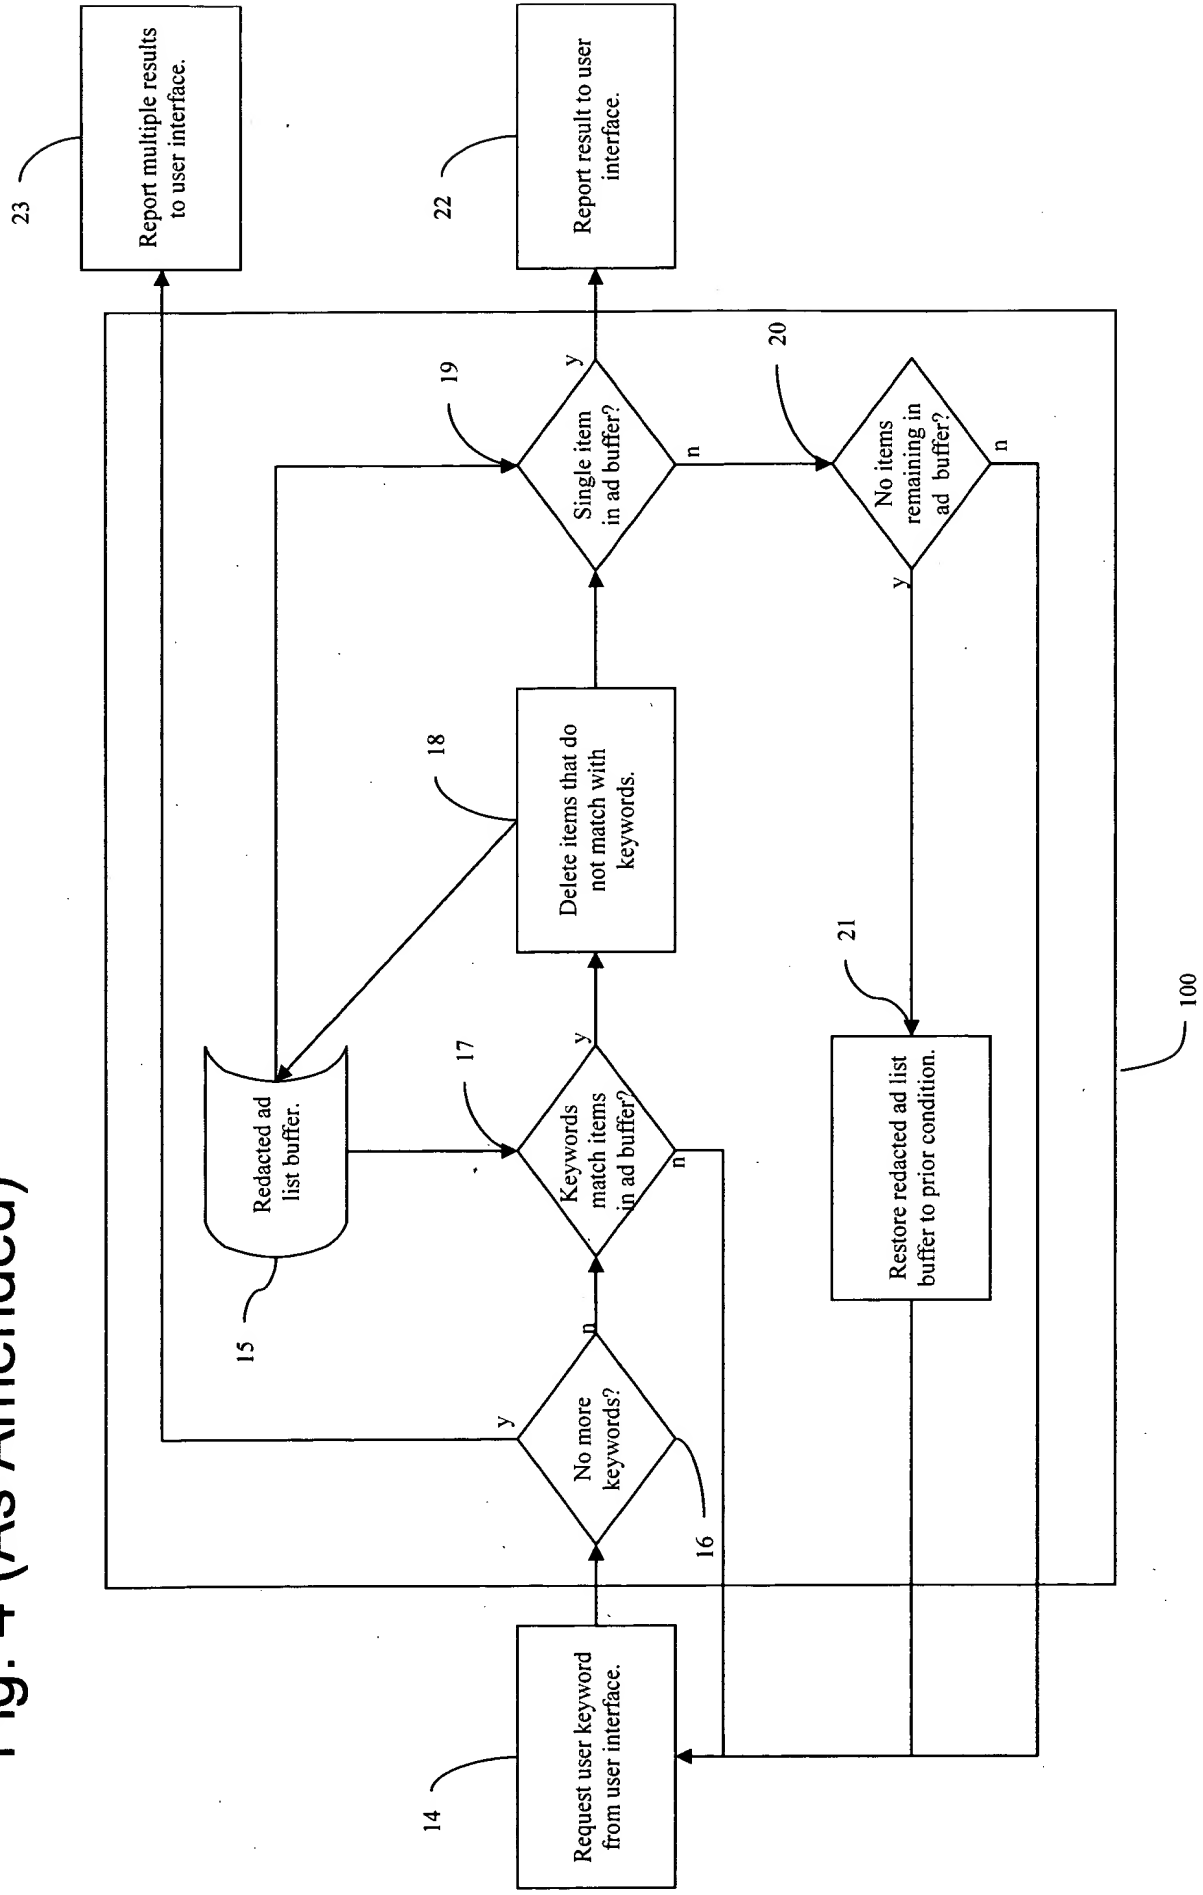 Fig. 4 (As Amended)
23
Report multiple results
to user interface.
22
Report result to user
interface.
19
Single item
in ad buffer?
y
n
20
No items
remaining in
ad buffer?
y
n
18
Delete items that do
not match with
keywords.
15
Redacted ad
list buffer.
17
Keywords
match items
in ad buffer?
y
n
21
Restore redacted ad list
buffer to prior condition.
16
No more
keywords?
y
n
14
Request user keyword
from user interface.
100